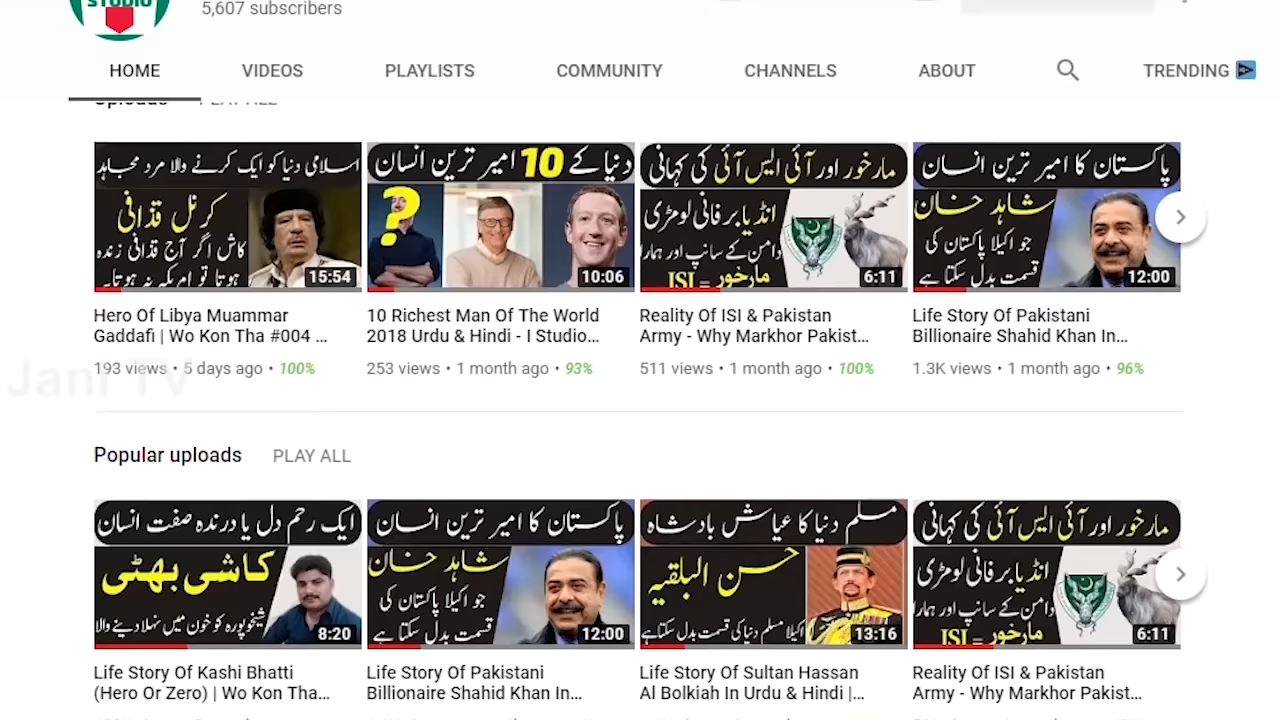 STUDIO
5,607 subscribers
HOME VIDEOS PLAYLISTS COMMUNITY CHANNELS ABOUT TRENDING
Uploads PLAY ALL
اسلامی دنیا کو ایک کرنے والا مرد مجاہد
کرنل قذافی
کاش اگر آج قذافی زندہ
ہوتا تو امریکہ نہ ہوتا
15:54
دنیا کے 10 امیر ترین انسان
?
10:06
مارخور اور آئی ایس آئی کی کہانی
انڈیا برفانی لومڑی
دامن کے سانپ اور ہمارا
مارخور = ISI
6:11
پاکستان کا امیر ترین انسان
شاہد خان
جو اکیلا پاکستان کی
قسمت بدل سکتا ہے
12:00
Hero Of Libya Muammar
Gaddafi | Wo Kon Tha #004 ...
193 views • 5 days ago • 100%
10 Richest Man Of The World
2018 Urdu & Hindi - I Studio...
253 views • 1 month ago • 93%
Reality Of ISI & Pakistan
Army - Why Markhor Pakist...
511 views • 1 month ago • 100%
Life Story Of Pakistani
Billionaire Shahid Khan In...
1.3K views • 1 month ago • 96%
Jani TV
Popular uploads PLAY ALL
ایک رحم دل یا درندہ صفت انسان
کاشی بھٹی
شیخوپورہ کو خون میں نہلا دینے والا
8:20
پاکستان کا امیر ترین انسان
شاہد خان
جو اکیلا پاکستان کی
قسمت بدل سکتا ہے
12:00
مسلم دنیا کا عیاش بادشاہ
حسن البلقیہ
اکیلا مسلم دنیا کی قسمت بدل سکتا ہے
13:16
مارخور اور آئی ایس آئی کی کہانی
انڈیا برفانی لومڑی
دامن کے سانپ اور ہمارا
مارخور = ISI
6:11
Life Story Of Kashi Bhatti
(Hero Or Zero) | Wo Kon Tha...
Life Story Of Pakistani
Billionaire Shahid Khan In...
Life Story Of Sultan Hassan
Al Bolkiah In Urdu & Hindi |...
Reality Of ISI & Pakistan
Army - Why Markhor Pakist...